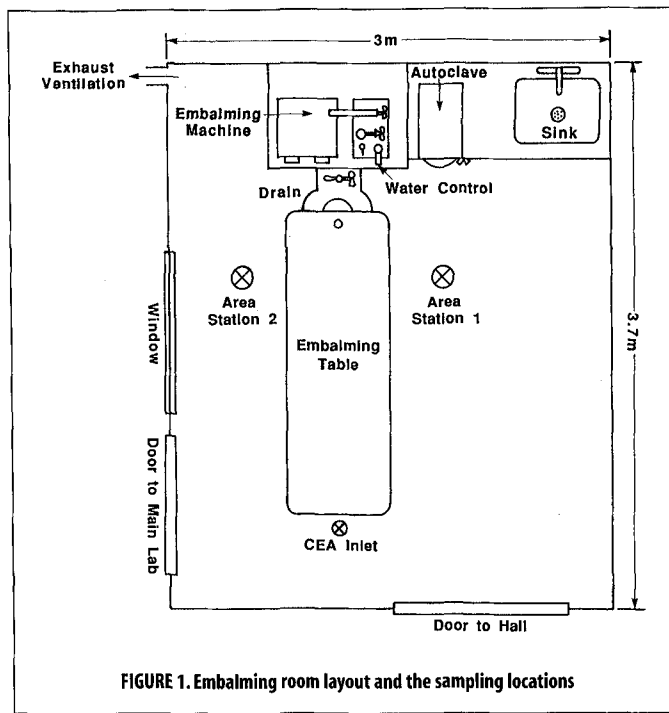 3m
Exhaust
Ventilation
Autoclave
Embalming
Machine
Sink
Water Control
Drain
Area
Station 2
Area
Station 1
3.7m
Window
Embalming
Table
Door to
Main Lab
CEA Inlet
Door to Hall
FIGURE 1. Embalming room layout and the sampling locations